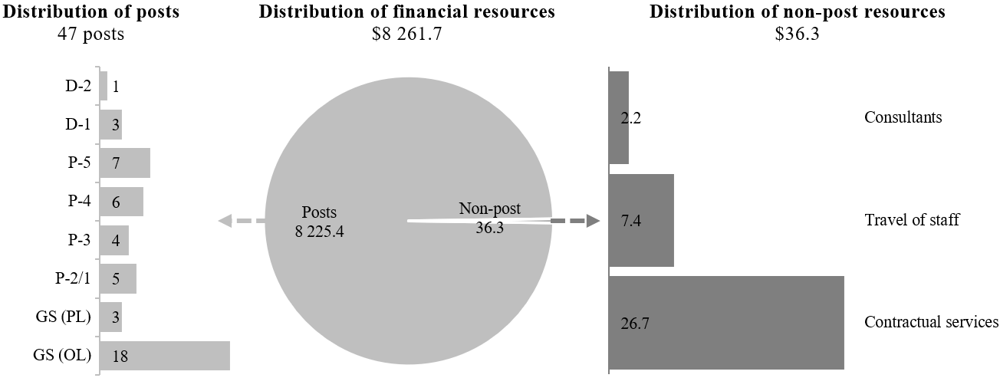 Distribution of posts
47 posts
D-2
1
D-1
3
P-5
7
P-4
6
P-3
4
P-2/1
5
GS (PL)
3
GS (OL)
18
Distribution of financial resources
$8 261.7
Posts
8 225.4
Non-post
36.3
Distribution of non-post resources
$36.3
2.2
Consultants
7.4
Travel of staff
26.7
Contractual services